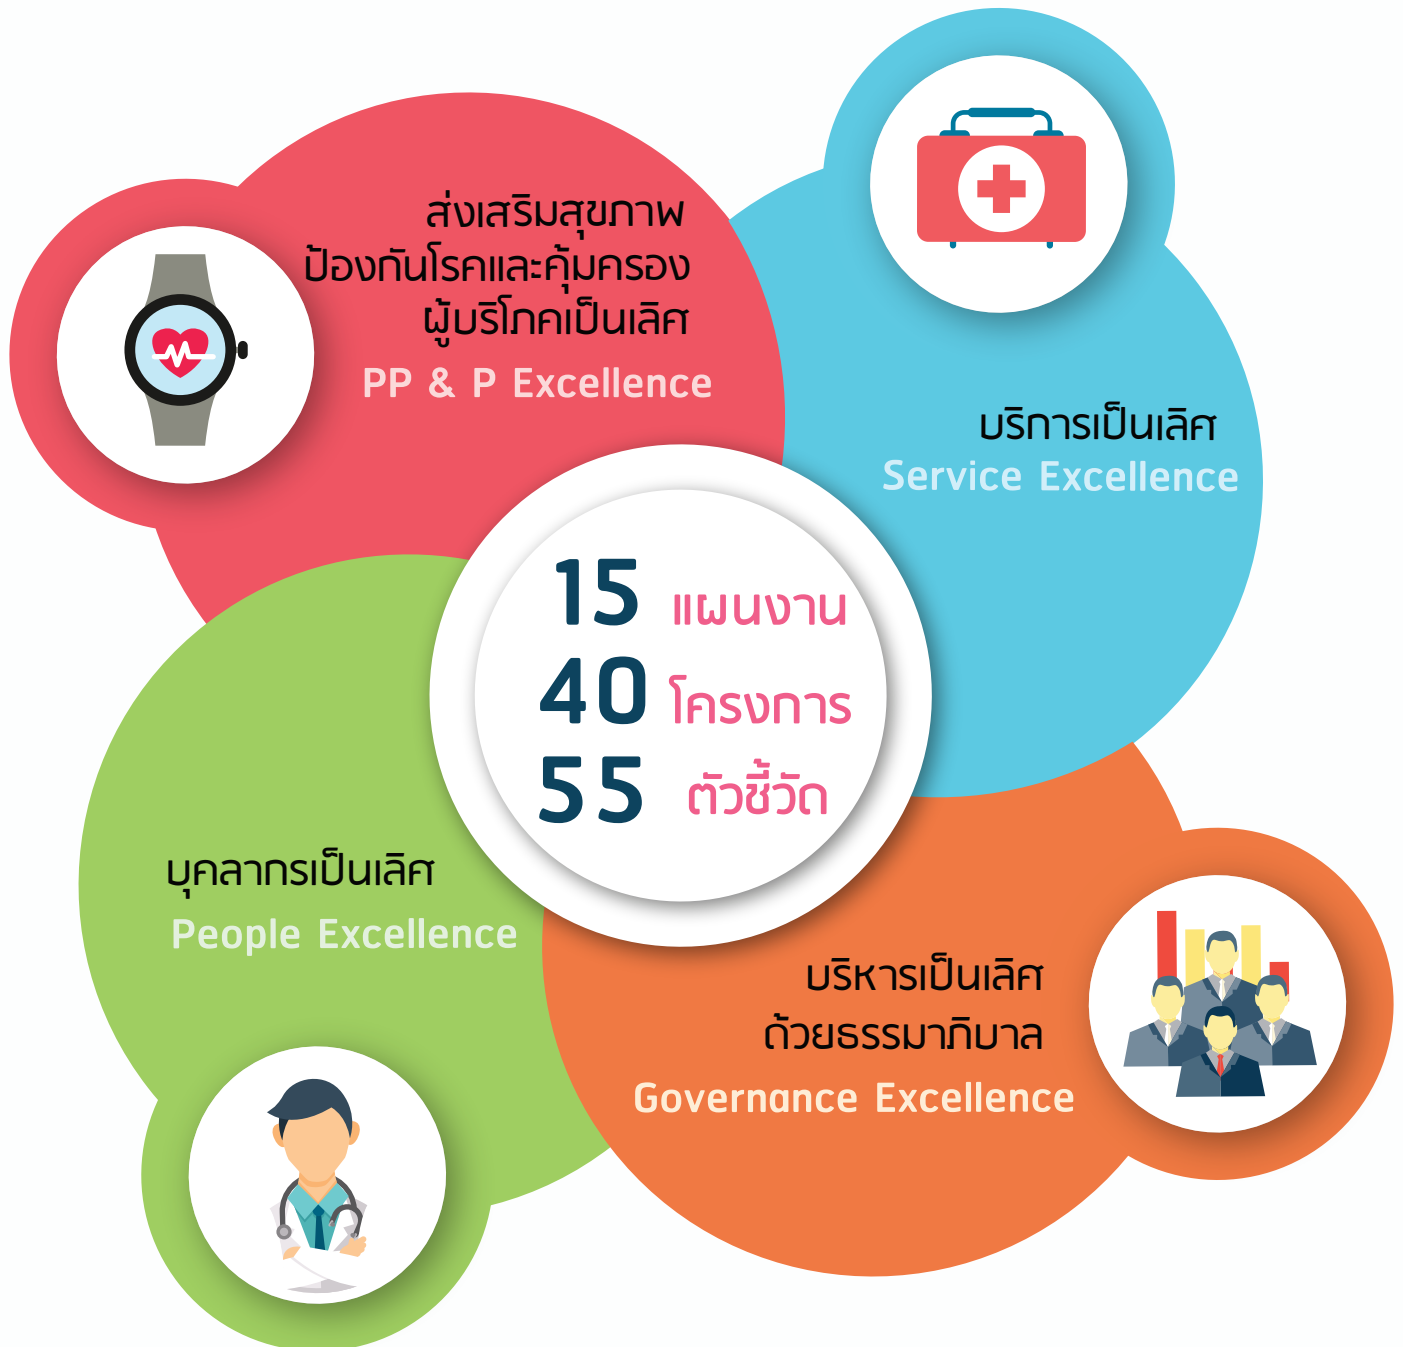 ส่งเสริมสุขภาพ
ป้องกันโรคและคุ้มครอง
ผู้บริโภคเป็นเลิศ
PP & P Excellence
บริการเป็นเลิศ
Service Excellence
15 แผนงาน
40 โครงการ
55 ตัวชี้วัด
บุคลากรเป็นเลิศ
People Excellence
บริหารเป็นเลิศ
ด้วยธรรมาภิบาล
Governance Excellence